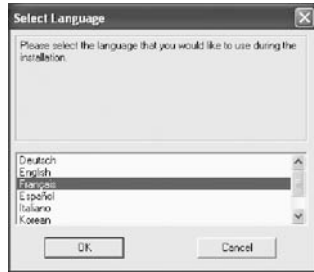 Select Language
Please select the language that you would like to use during the
installation.
Deutsch
English
Français
Español
Italiano
Korean
OK
Cancel